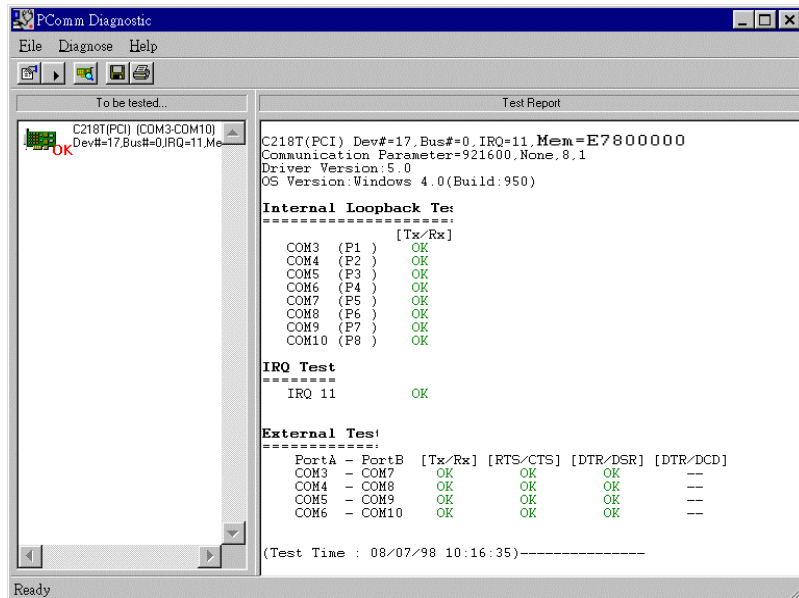 PComm Diagnostic
File Diagnose Help
To be tested...
Test Report
C218T(PCI) (COM3-COM10)
Dev#=17,Bus#=0,IRQ=11,Me
OK
C218T(PCI) Dev#=17,Bus#=0,IRQ=11,Mem=E7800000
Communication Parameter=921600,None,8,1
Driver Version:5.0
OS Version:Windows 4.0(Build:950)
Internal Loopback Tes
=======================
[Tx/Rx]
COM3 (P1 ) OK
COM4 (P2 ) OK
COM5 (P3 ) OK
COM6 (P4 ) OK
COM7 (P5 ) OK
COM8 (P6 ) OK
COM9 (P7 ) OK
COM10 (P8 ) OK
IRQ Test
========
IRQ 11 OK
External Test
=============
PortA - PortB [Tx/Rx] [RTS/CTS] [DTR/DSR] [DTR/DCD]
COM3 - COM7 OK OK OK --
COM4 - COM8 OK OK OK --
COM5 - COM9 OK OK OK --
COM6 - COM10 OK OK OK --
(Test Time : 08/07/98 10:16:35)---------------
Ready